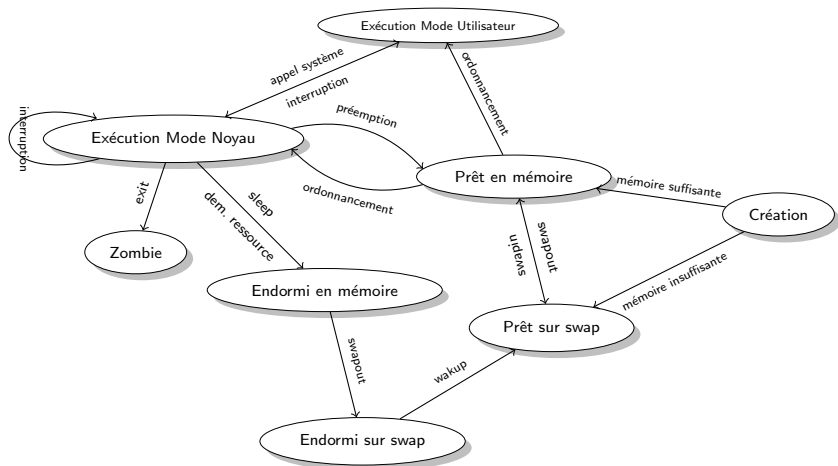 Exécution Mode Utilisateur
appel système
interruption
ordonnancement
interruption
Exécution Mode Noyau
préemption
Prêt en mémoire
mémoire suffisante
ordonnancement
exit
sleep
dem. ressource
Création
Zombie
swapout
swapin
Endormi en mémoire
mémoire insuffisante
Prêt sur swap
swapout
wakup
Endormi sur swap